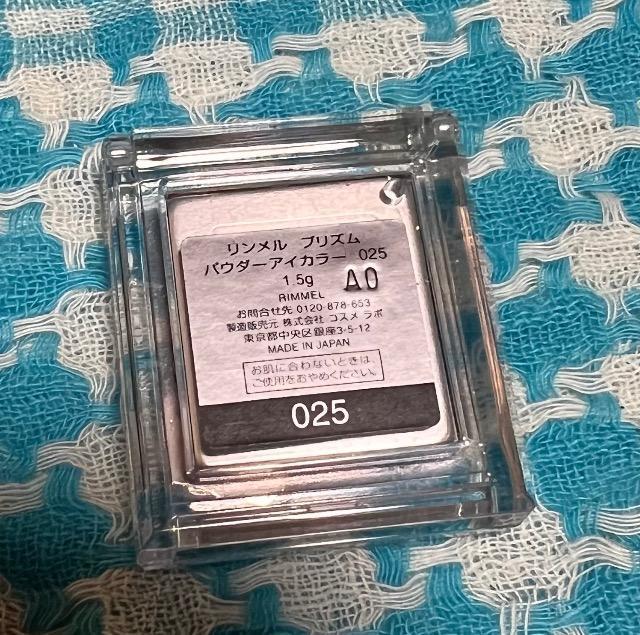 リンメル プリズム
パウダーアイカラー 025
1.5g AO
RIMMEL
お問合せ先 0120-878-653
製造販売元 株式会社 コスメ ラボ
東京都中央区銀座3-5-12
MADE IN JAPAN
お肌に合わないときは、
ご使用をおやめください。
025